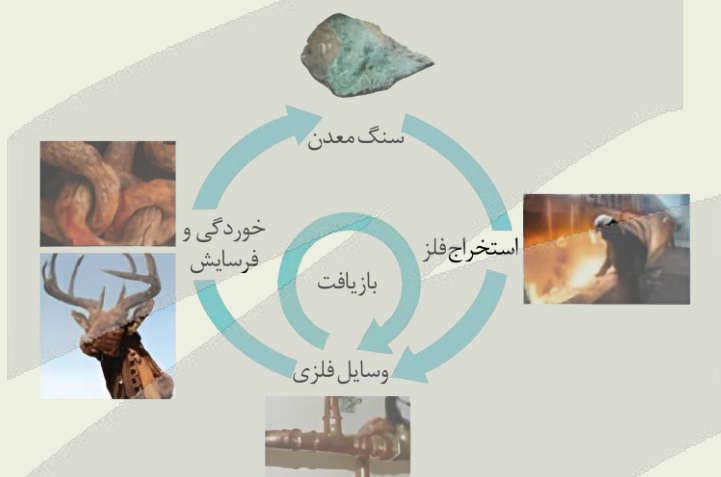 سنگ معدن
استخراج فلز
خوردگی و
فرسایش
بازیافت
وسایل فلزی